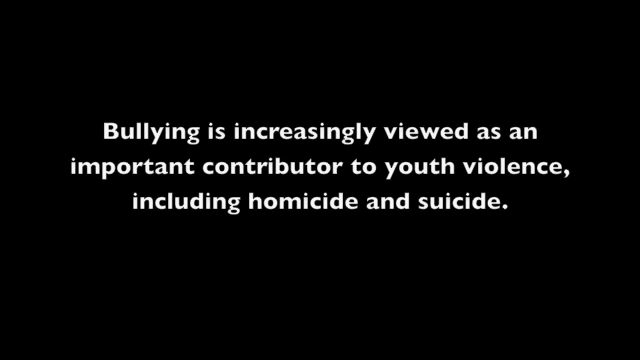 Bullying is increasingly viewed as an
important contributor to youth violence,
including homicide and suicide.